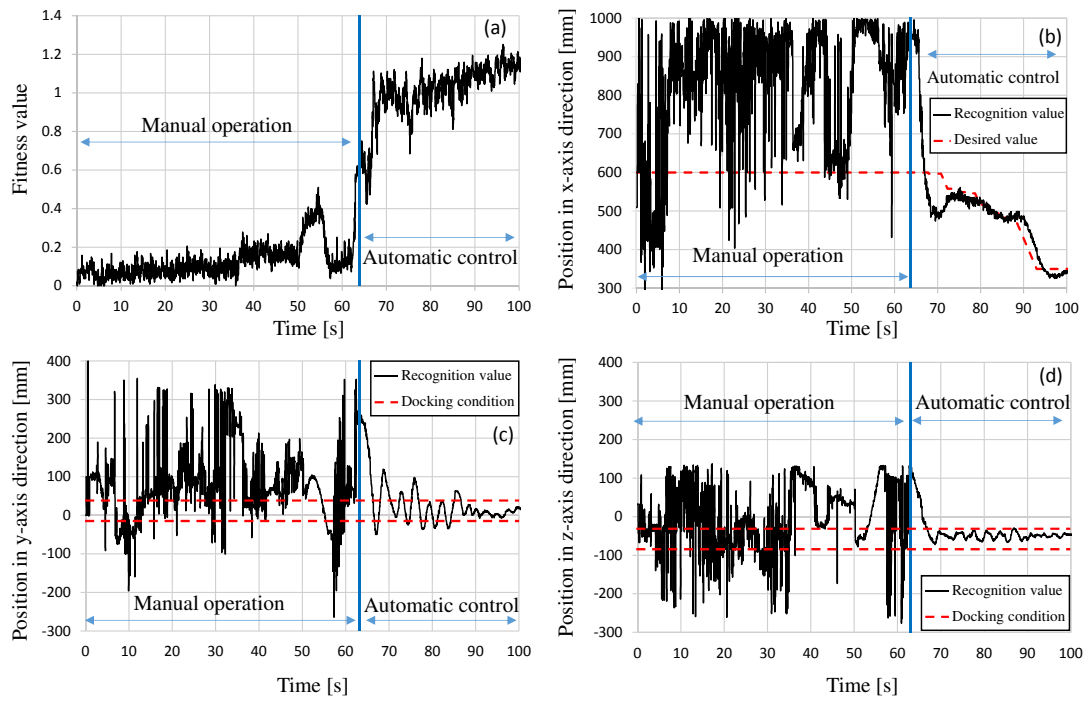 (a)
Fitness value
1.4
1.2
1
0.8
0.6
0.4
0.2
0
Manual operation
Automatic control
0 10 20 30 40 50 60 70 80 90 100
Time [s]
(b)
Position in x-axis direction [mm]
1000
900
800
700
600
500
400
300
Automatic control
Recognition value
Desired value
Manual operation
0 10 20 30 40 50 60 70 80 90 100
Time [s]
Position in y-axis direction [mm]
400
300
200
100
0
-100
-200
-300
Recognition value
Docking condition
(c)
Manual operation
Automatic control
0 10 20 30 40 50 60 70 80 90 100
Time [s]
Position in z-axis direction [mm]
400
300
200
100
0
-100
-200
-300
(d)
Manual operation
Automatic control
Recognition value
Docking condition
0 10 20 30 40 50 60 70 80 90 100
Time [s]